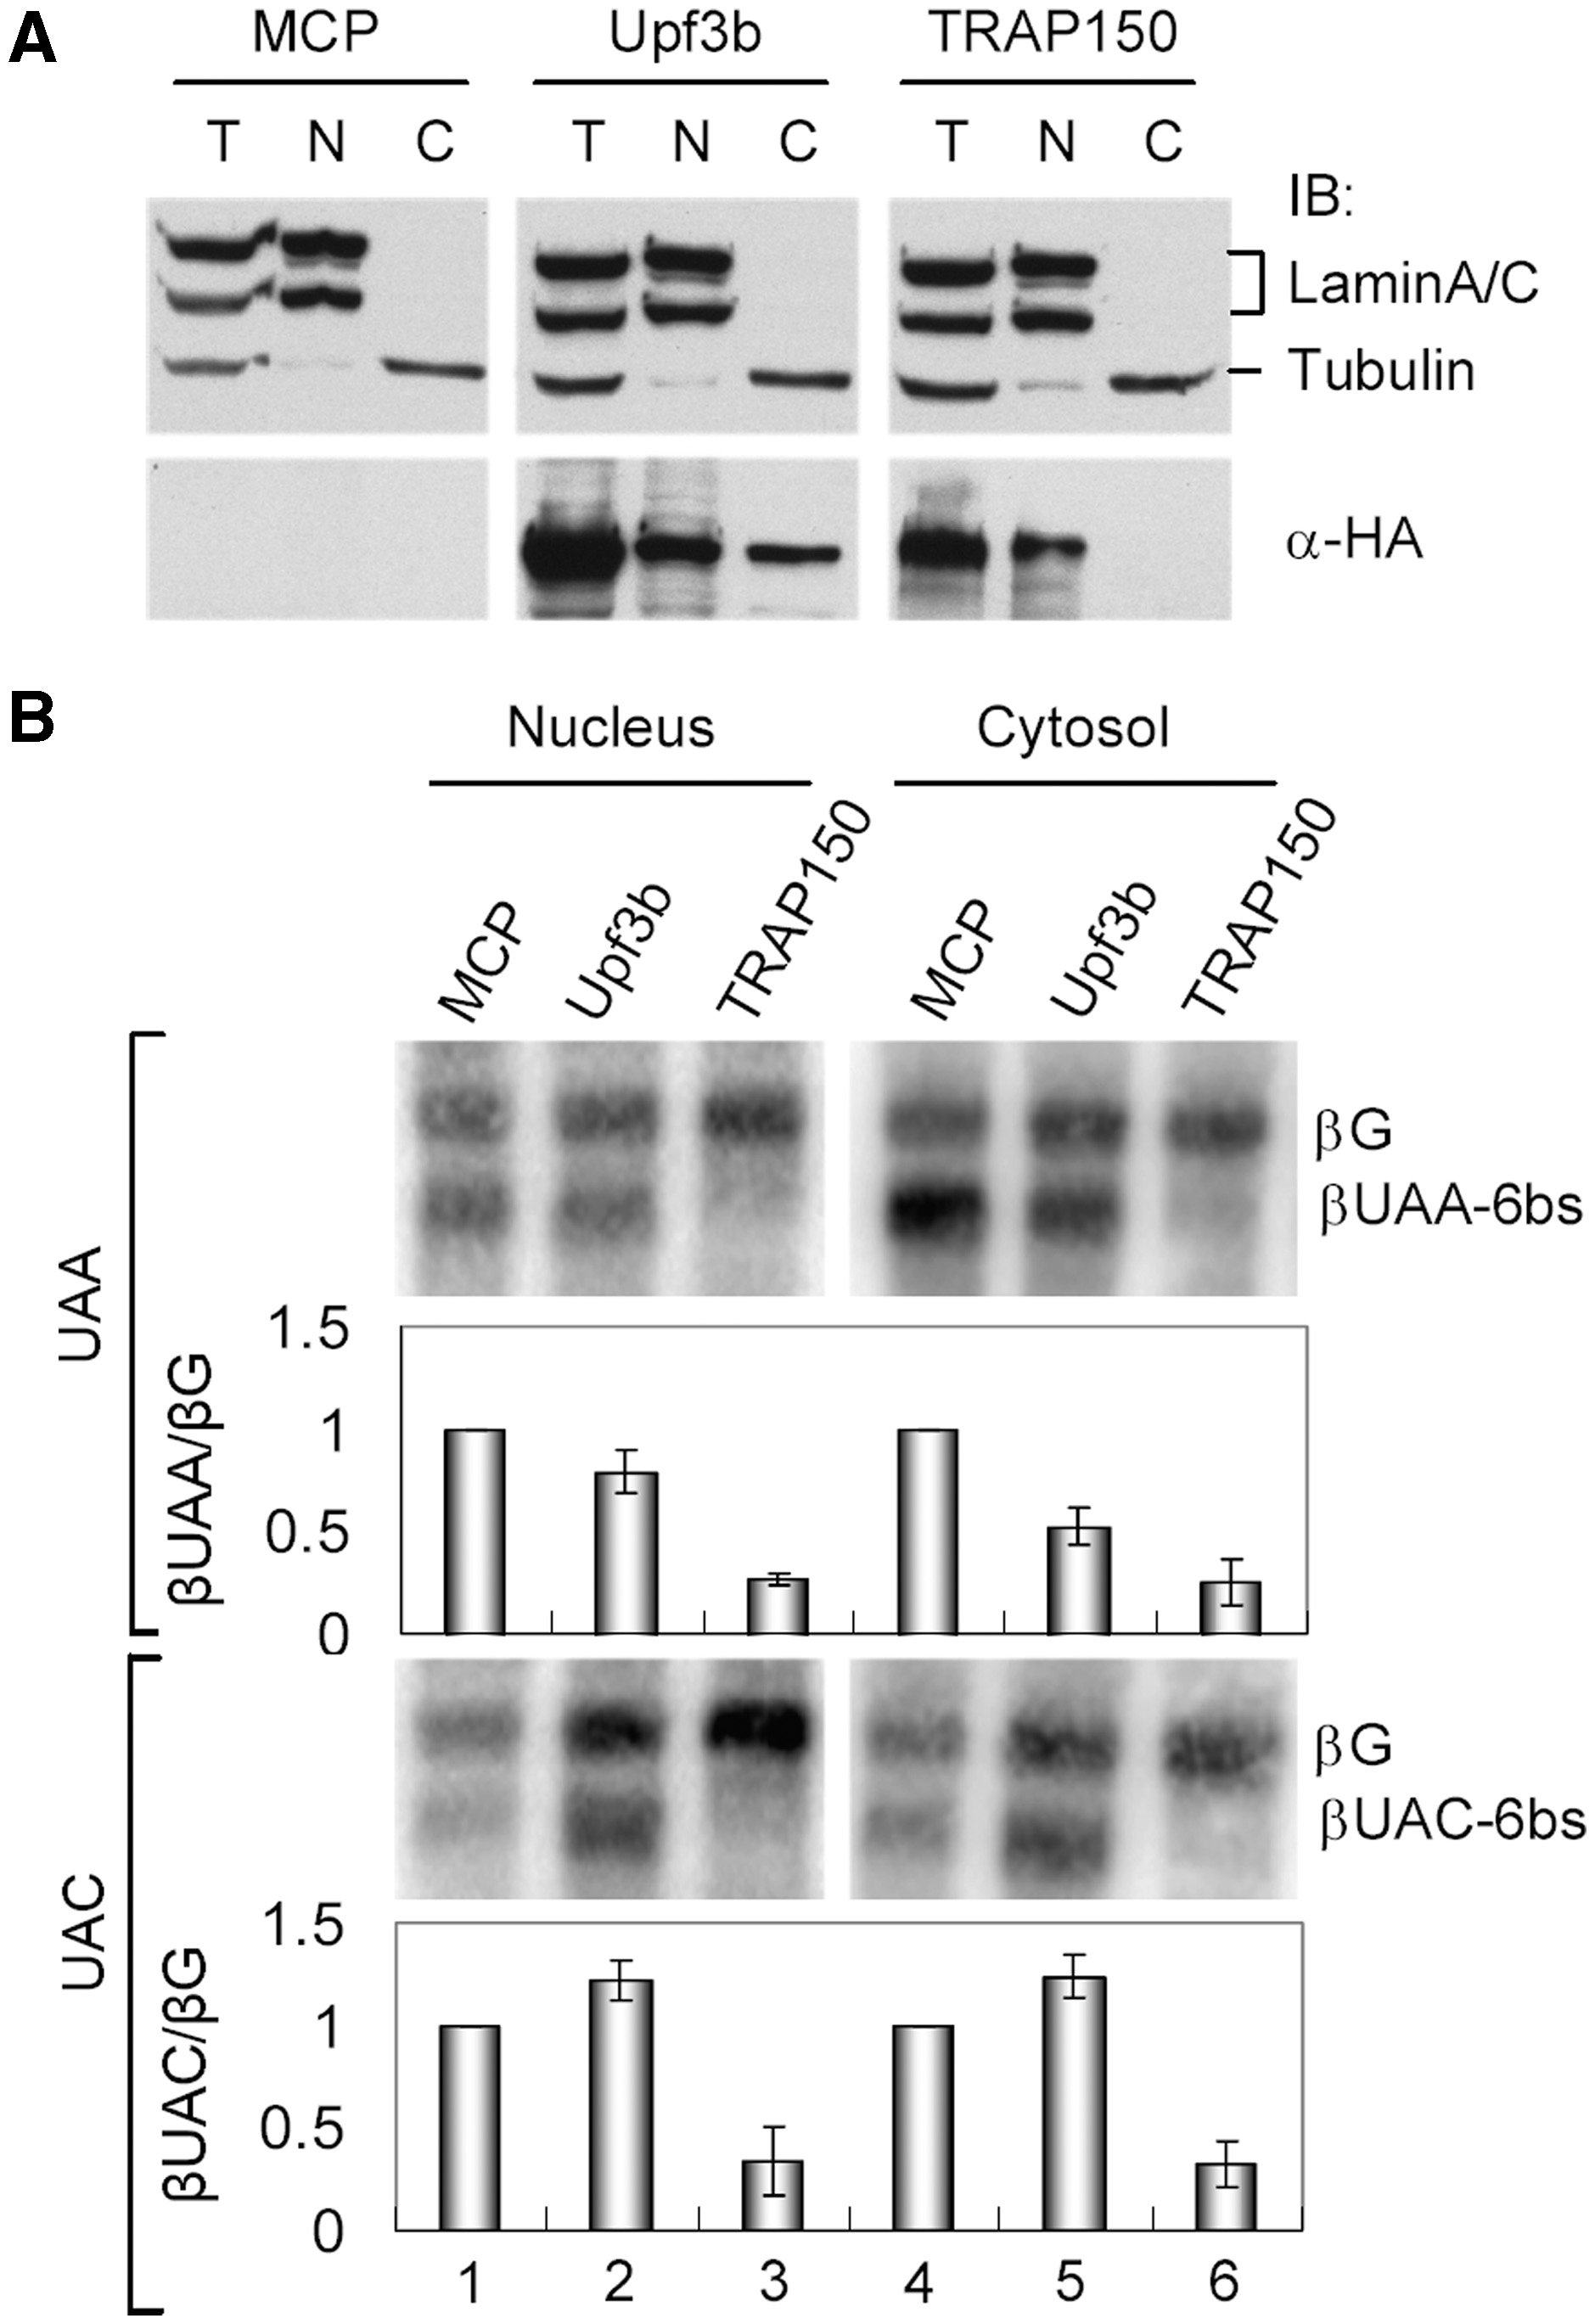 A
MCP Upf3b TRAP150
T N C T N C T N C
IB:
LaminA/C
Tubulin
α-HA
B
Nucleus Cytosol
MCP Upf3b TRAP150 MCP Upf3b TRAP150
UAA
βG
βUAA-6bs
βUAA/βG
1.5
1
0.5
0
UAC
βG
βUAC-6bs
βUAC/βG
1.5
1
0.5
0
1 2 3 4 5 6